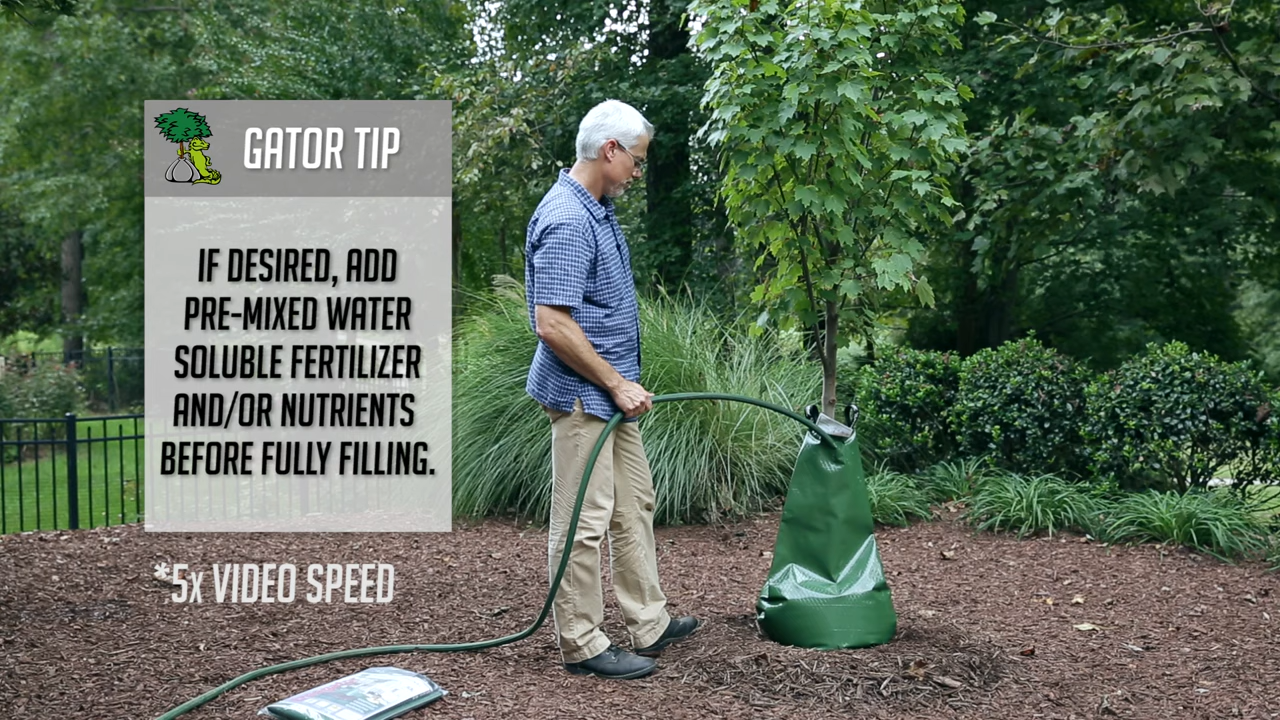 GATOR TIP
IF DESIRED, ADD
PRE-MIXED WATER
SOLUBLE FERTILIZER
AND/OR NUTRIENTS
BEFORE FULLY FILLING.
*5x VIDEO SPEED